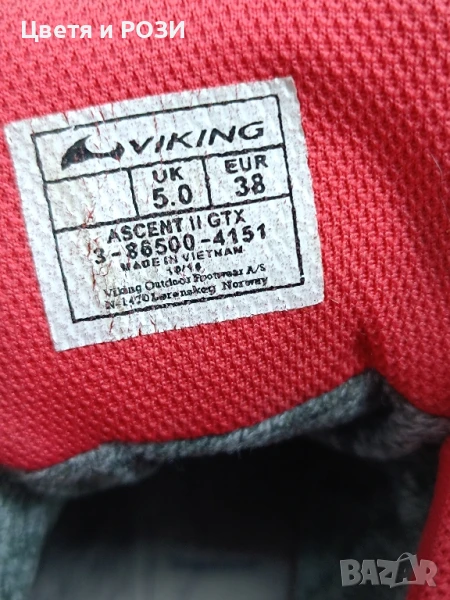 Цветя и РОЗИ
VIKING
UK EUR
5.0 38
ASCENT II GTX
3-86500-4151
MADE IN VIETNAM
10/16
Viking Outdoor Footwear A/S
N-1470 Lørenskog Norway
BAZAR